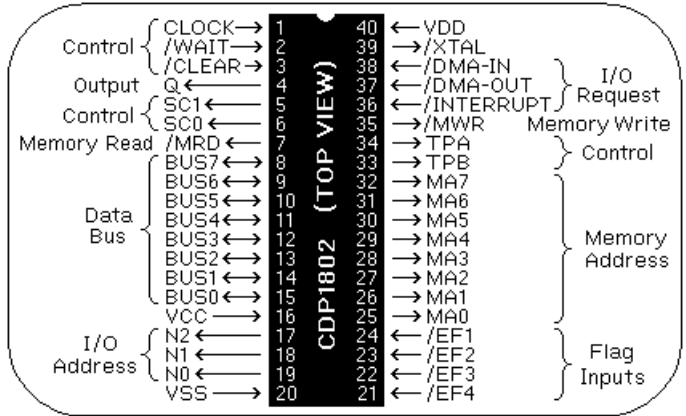 CLOCK 1 40 VDD
Control /WAIT 2 39 /XTAL
/CLEAR 3 38 /DMA-IN
Output Q 4 37 /DMA-OUT I/O Request
Control SC1 5 36 /INTERRUPT
SC0 6 35 /MWR Memory Write
Memory Read /MRD 7 34 TPA
BUS7 8 33 TPB Control
BUS6 9 32 MA7
BUS5 10 31 MA6
Data Bus BUS4 11 30 MA5
BUS3 12 29 MA4 Memory Address
BUS2 13 28 MA3
BUS1 14 27 MA2
BUS0 15 26 MA1
VCC 16 25 MA0
I/O Address N2 17 24 /EF1
N1 18 23 /EF2 Flag Inputs
N0 19 22 /EF3
VSS 20 21 /EF4
CDP1802 (TOP VIEW)